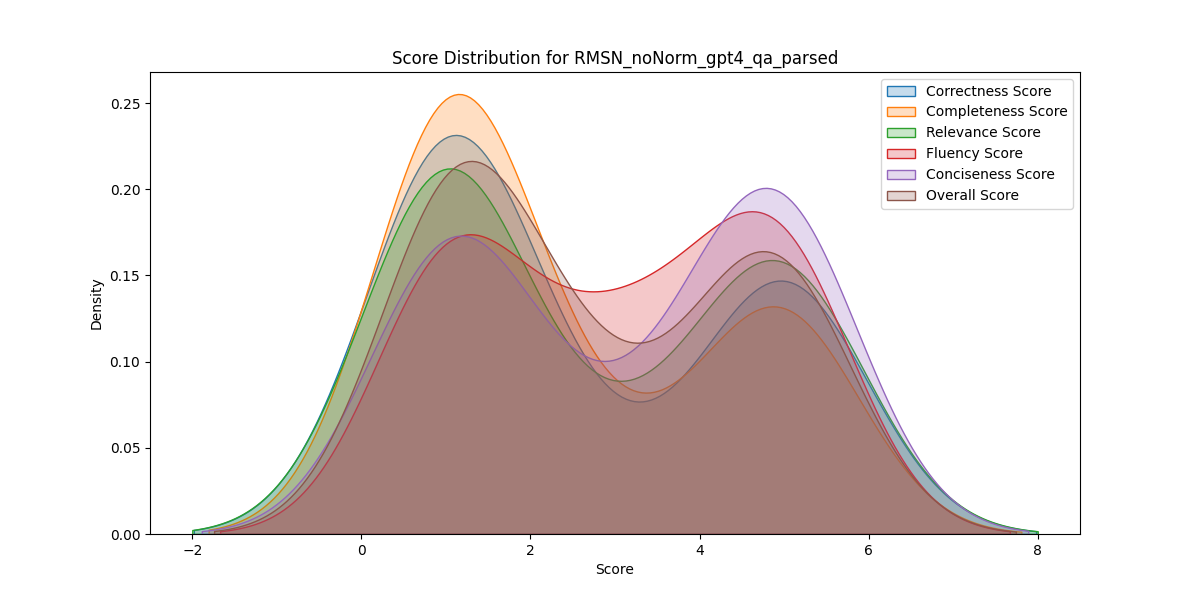 Score Distribution for RMSN_noNorm_gpt4_qa_parsed
Correctness Score
Completeness Score
Relevance Score
Fluency Score
Conciseness Score
Overall Score
Density
0.25
0.20
0.15
0.10
0.05
0.00
−2 0 2 4 6 8
Score